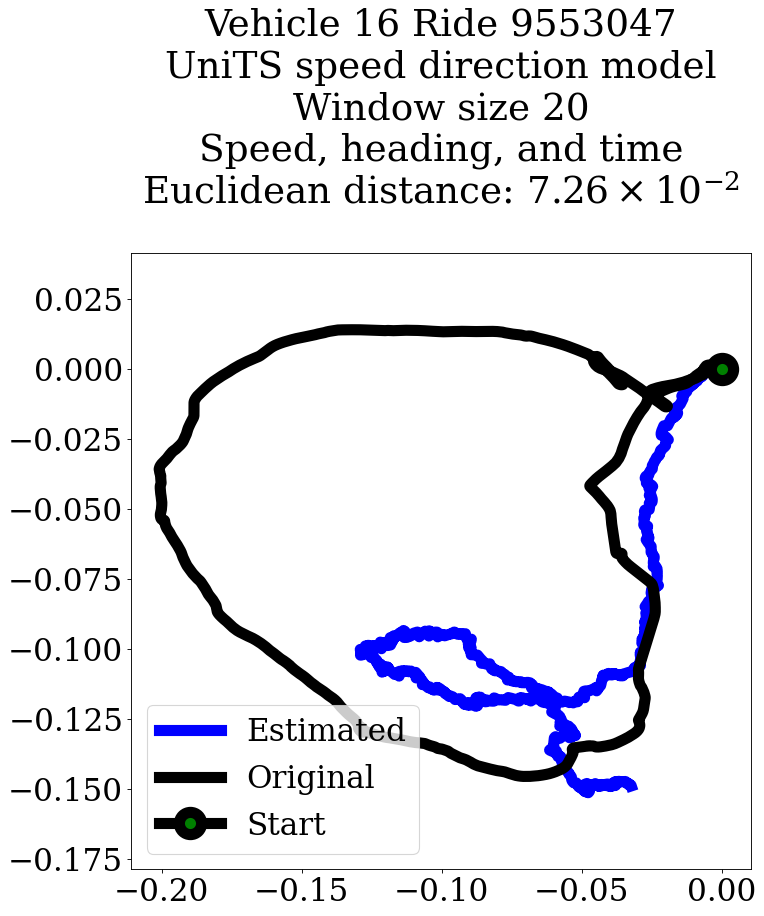 Vehicle 16 Ride 9553047
UniTS speed direction model
Window size 20
Speed, heading, and time
Euclidean distance: 7.26 × 10⁻²
0.025
0.000
−0.025
−0.050
−0.075
−0.100
−0.125
−0.150
−0.175
Estimated
Original
Start
−0.20 −0.15 −0.10 −0.05 0.00